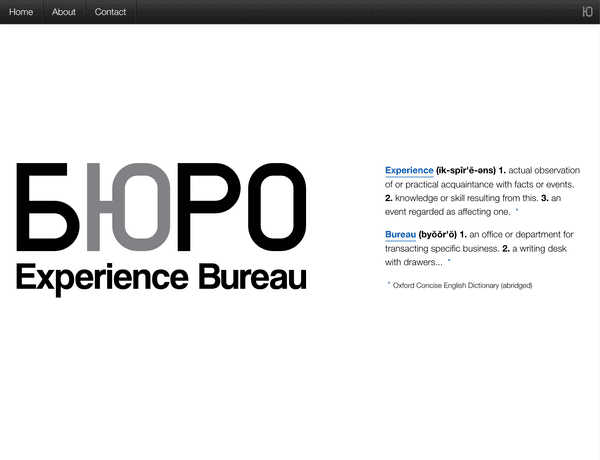 Home About Contact Ю
БЮРО
Experience Bureau
Experience (ĭk-spîr'ē-əns) 1. actual observation
of or practical acquaintance with facts or events.
2. knowledge or skill resulting from this. 3. an
event regarded as affecting one. *
Bureau (byŏŏr'ō) 1. an office or department for
transacting specific business. 2. a writing desk
with drawers... *
* Oxford Concise English Dictionary (abridged)